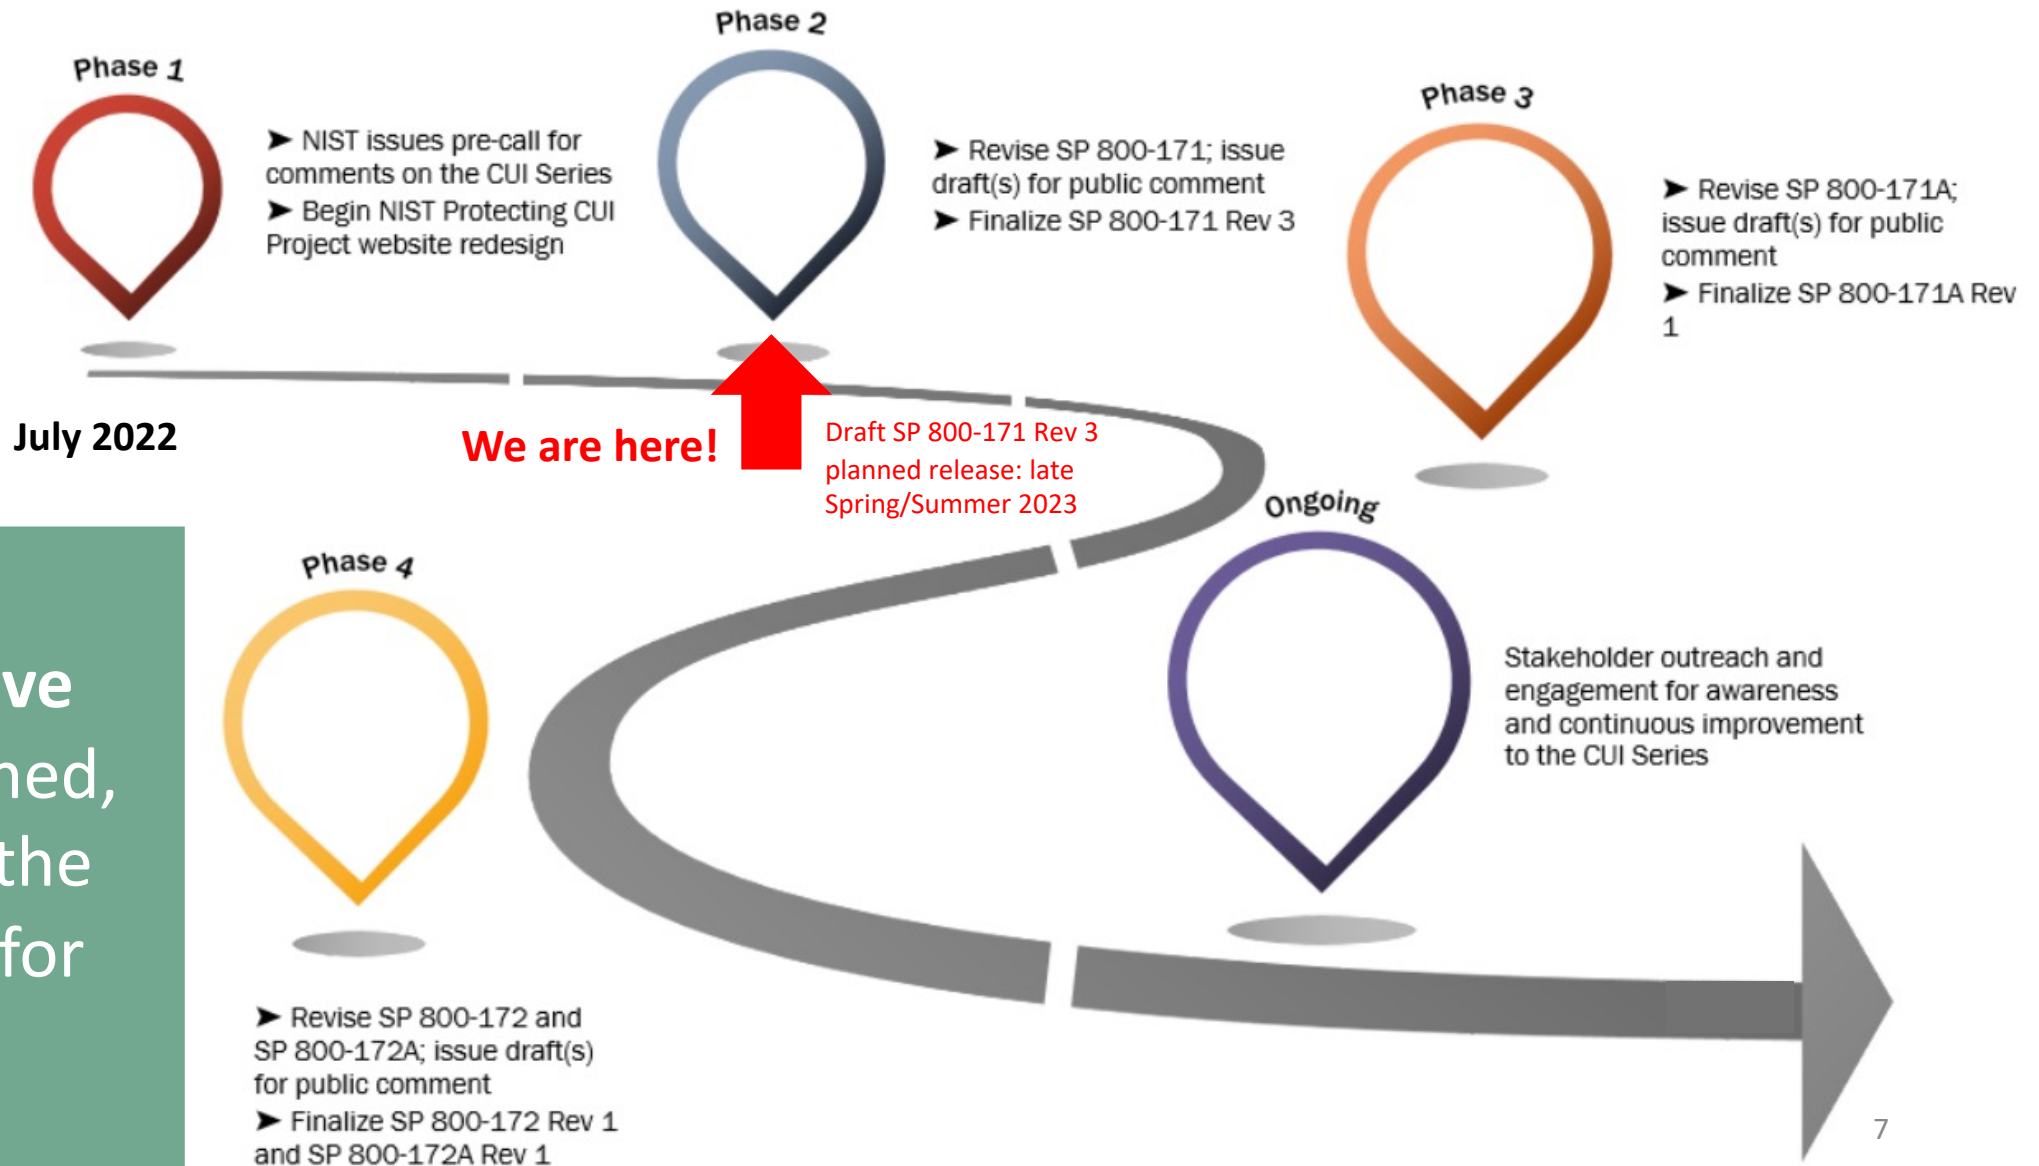 Phase 1
➤ NIST issues pre-call for
comments on the CUI Series
➤ Begin NIST Protecting CUI
Project website redesign
Phase 2
➤ Revise SP 800-171; issue
draft(s) for public comment
➤ Finalize SP 800-171 Rev 3
Phase 3
➤ Revise SP 800-171A;
issue draft(s) for public
comment
➤ Finalize SP 800-171A Rev
1
July 2022
We are here!
Draft SP 800-171 Rev 3
planned release: late
Spring/Summer 2023
Phase 4
➤ Revise SP 800-172 and
SP 800-172A; issue draft(s)
for public comment
➤ Finalize SP 800-172 Rev 1
and SP 800-172A Rev 1
Ongoing
Stakeholder outreach and
engagement for awareness
and continuous improvement
to the CUI Series
ve
ned,
the
for
7